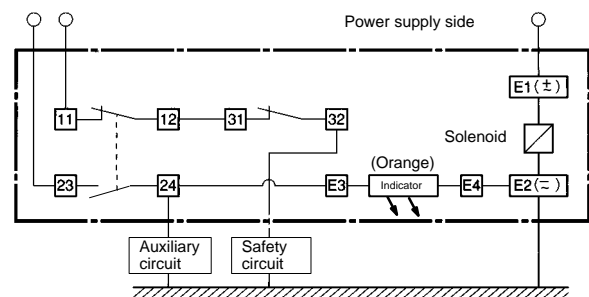 Power supply side
E1(±)
11
12
31
32
Solenoid
(Orange)
23
24
E3
Indicator
E4
E2(≂)
Auxiliary
circuit
Safety
circuit